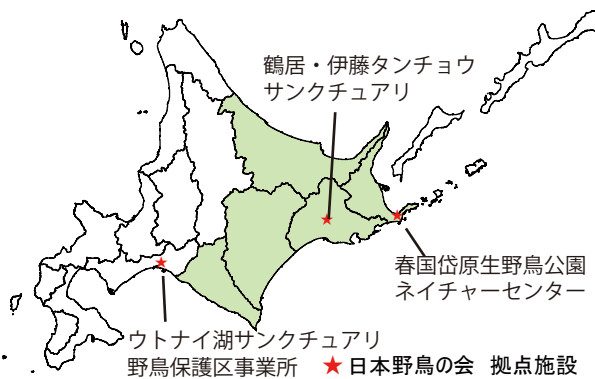 鶴居・伊藤タンチョウ
サンクチュアリ
春国岱原生野鳥公園
ネイチャーセンター
ウトナイ湖サンクチュアリ
野鳥保護区事業所
★日本野鳥の会 拠点施設